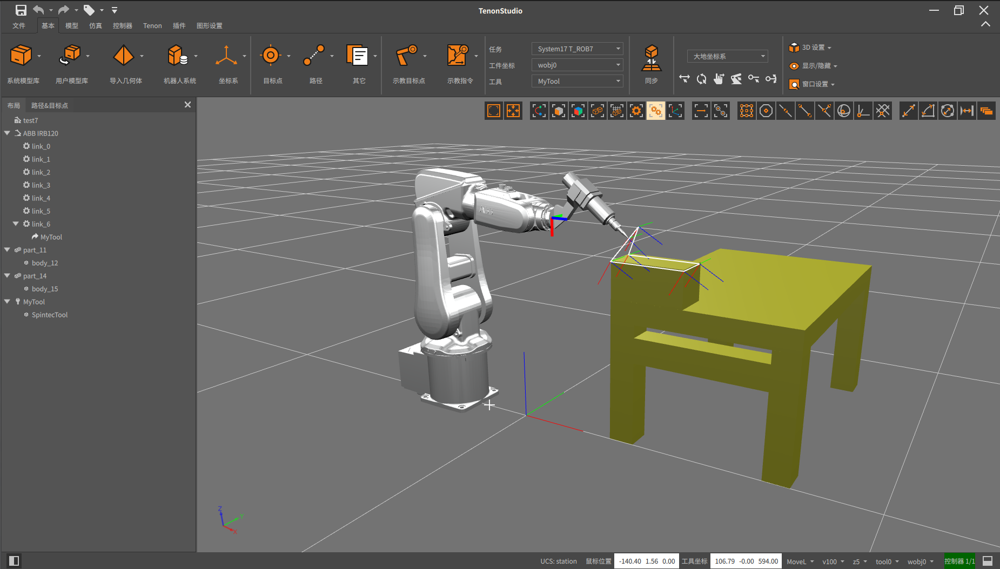 TenonStudio
文件 基本 模型 仿真 控制器 Tenon 插件 图形设置
系统模型库 用户模型库 导入几何体 机器人系统 坐标系 目标点 路径 其它 示教目标点 示教指令
任务 System17 T_ROB7
工件坐标 wobj0
工具 MyTool
同步
大地坐标系
3D 设置
显示/隐藏
窗口设置
布局 路径&目标点
test7
ABB IRB120
link_0
link_1
link_2
link_3
link_4
link_5
link_6
MyTool
part_11
body_12
part_14
body_15
MyTool
SpintecTool
Z
Y
X
UCS: station 鼠标位置 -140.40 1.56 0.00 工具坐标 106.79 -0.00 594.00 MoveL v100 z5 tool0 wobj0 控制器 1/1